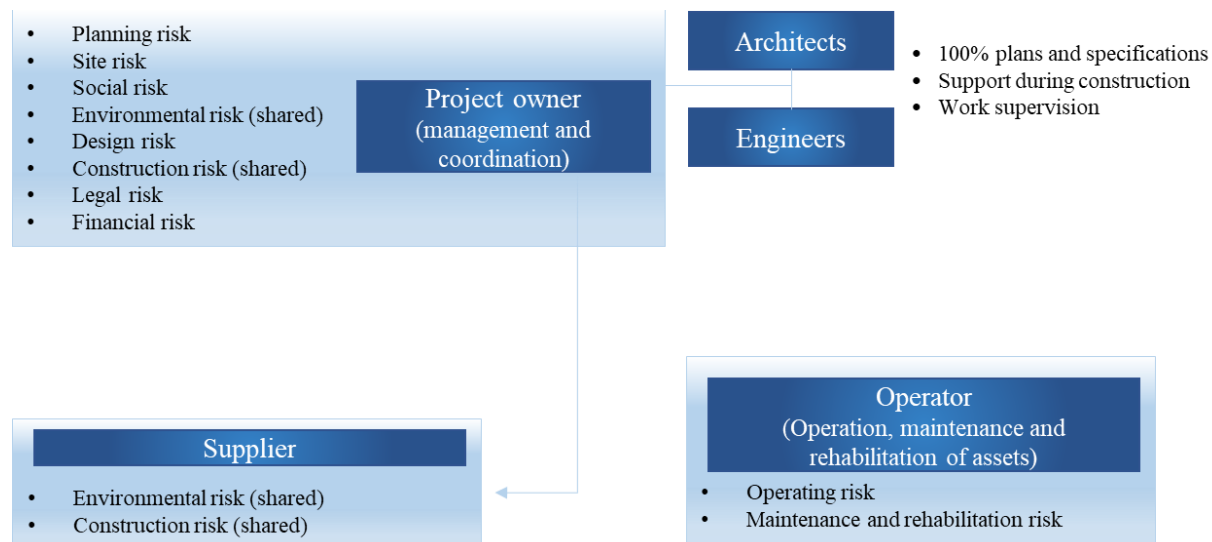 • Planning risk
• Site risk
• Social risk
• Environmental risk (shared)
• Design risk
• Construction risk (shared)
• Legal risk
• Financial risk
Project owner
(management and
coordination)
Architects
Engineers
• 100% plans and specifications
• Support during construction
• Work supervision
Supplier
• Environmental risk (shared)
• Construction risk (shared)
Operator
(Operation, maintenance and
rehabilitation of assets)
• Operating risk
• Maintenance and rehabilitation risk